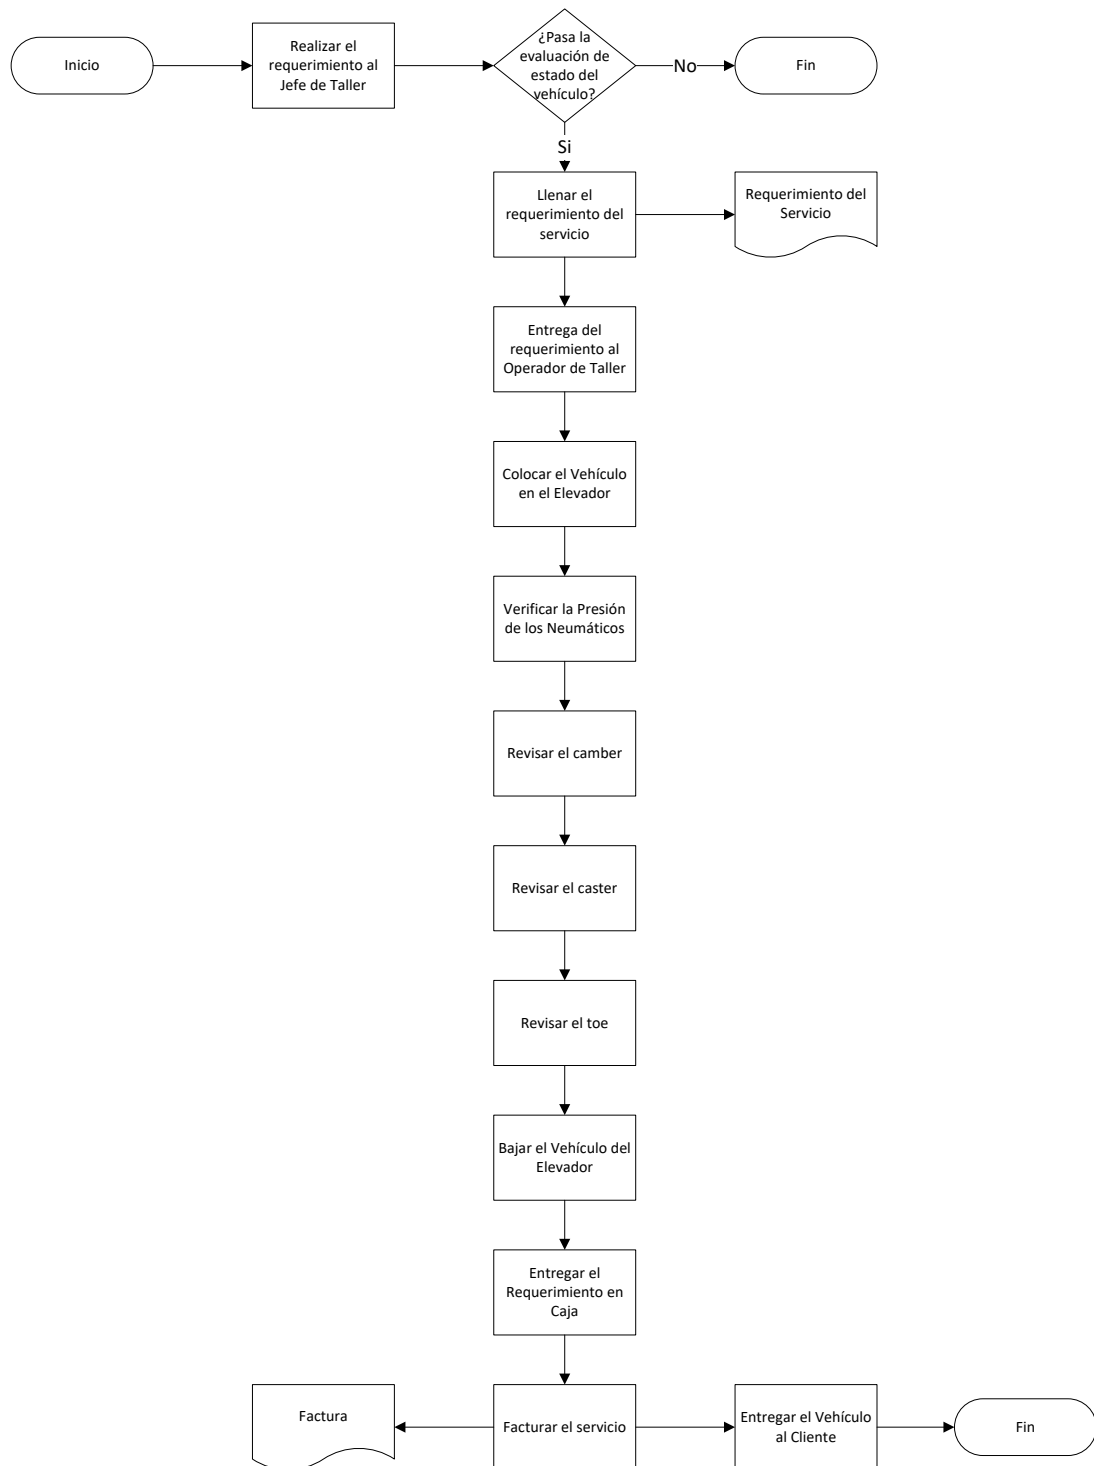 Inicio
Realizar el
requerimiento al
Jefe de Taller
¿Pasa la
evaluación de
estado del
vehículo?
No
Fin
Si
Llenar el
requerimiento del
servicio
Requerimiento del
Servicio
Entrega del
requerimiento al
Operador de Taller
Colocar el Vehículo
en el Elevador
Verificar la Presión
de los Neumáticos
Revisar el camber
Revisar el caster
Revisar el toe
Bajar el Vehículo del
Elevador
Entregar el
Requerimiento en
Caja
Factura
Facturar el servicio
Entregar el Vehículo
al Cliente
Fin